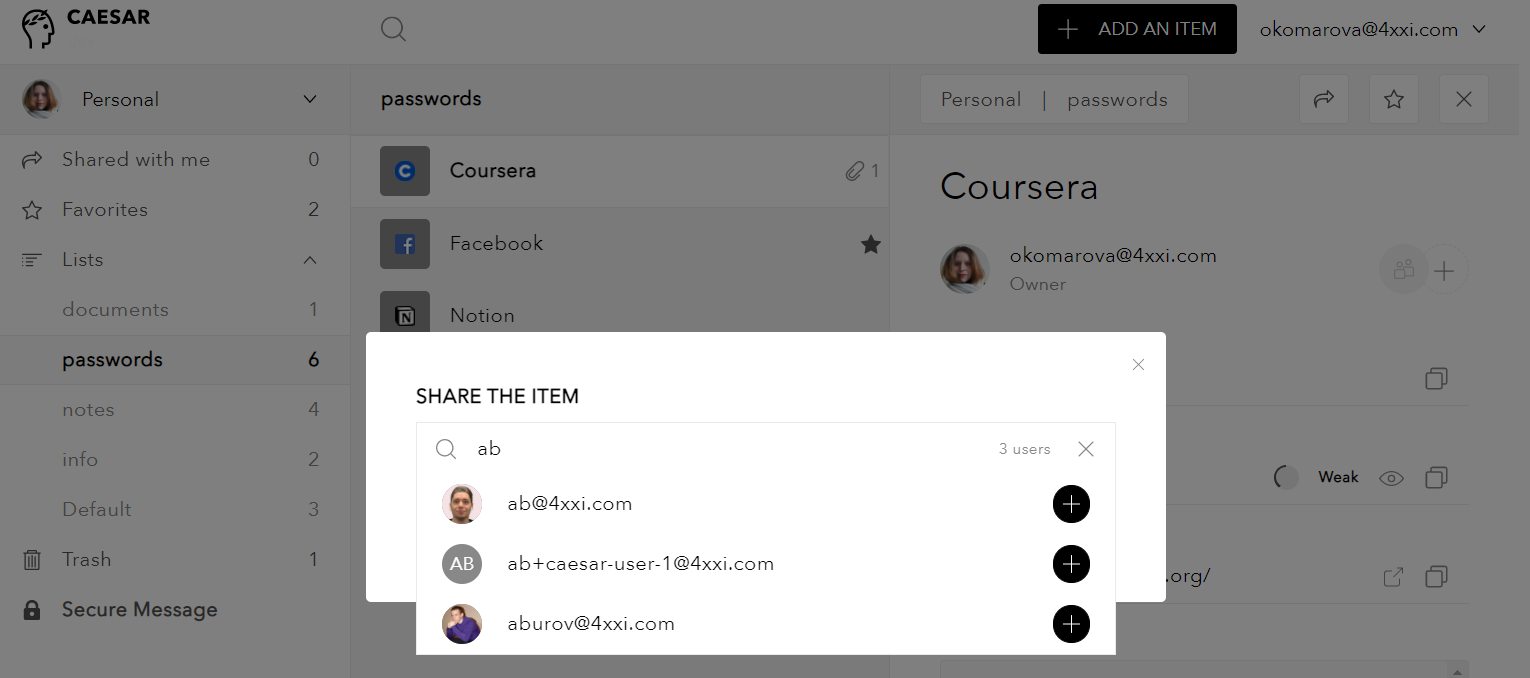 CAESAR
ADD AN ITEM
okomarova@4xxi.com
Personal
passwords
Personal | passwords
Shared with me 0
Favorites 2
Lists
documents 1
passwords 6
notes 4
info 2
Default 3
Trash 1
Secure Message
Coursera 1
Facebook
Notion
Coursera
okomarova@4xxi.com
Owner
Weak
.org/
SHARE THE ITEM
ab 3 users
ab@4xxi.com
AB ab+caesar-user-1@4xxi.com
aburov@4xxi.com